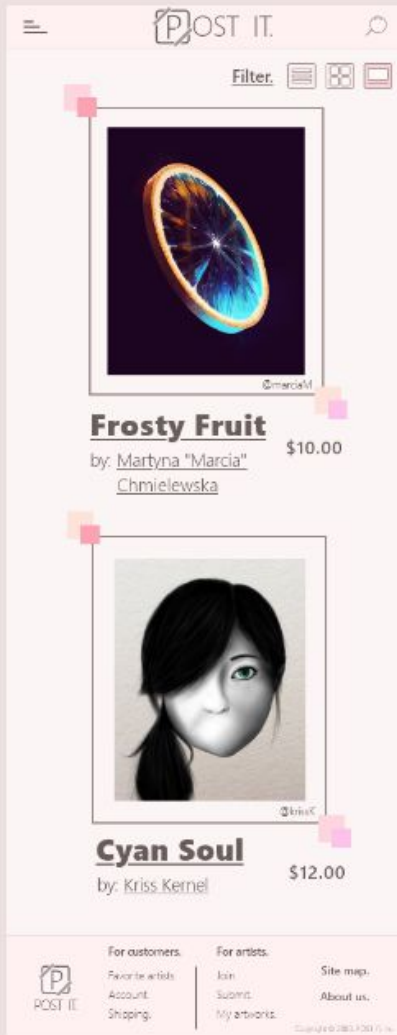 POST IT.
Filter.
@marciaM
Frosty Fruit
$10.00
by: Martyna "Marcia"
Chmielewska
@krissK
Cyan Soul
$12.00
by: Kriss Kernel
For customers.
Favorite artists.
Account.
Shipping.
For artists.
Join.
Submit.
My artworks.
Site map.
About us.
POST IT.
Copyright ©